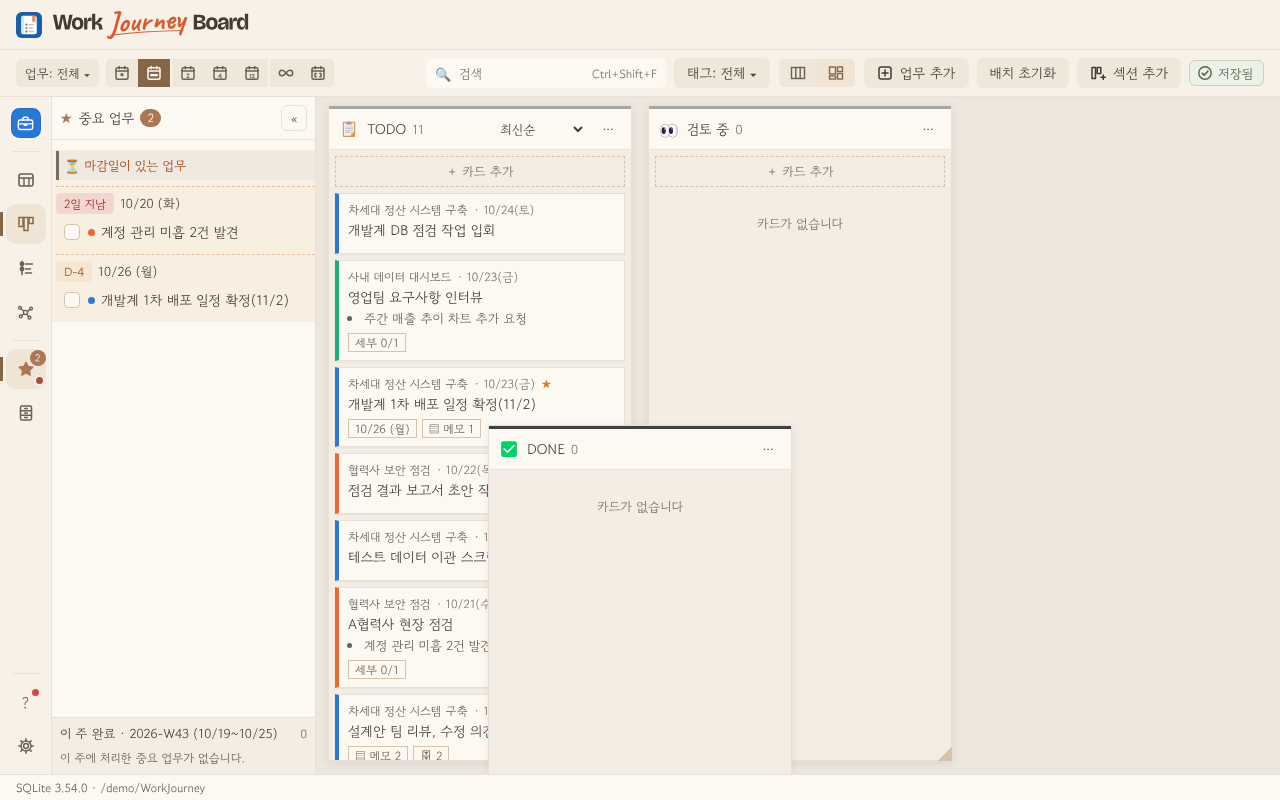 Work Journey Board
업무: 전체
2
4
12
검색
Ctrl+Shift+F
태그: 전체
업무 추가
배치 초기화
섹션 추가
저장됨
★ 중요 업무 2
«
⏳ 마감일이 있는 업무
2일 지남 10/20 (화)
계정 관리 미흡 2건 발견
D-4 10/26 (월)
개발계 1차 배포 일정 확정(11/2)
이 주 완료 · 2026-W43 (10/19~10/25) 0
이 주에 처리한 중요 업무가 없습니다.
2
?
TODO 11
최신순
···
+ 카드 추가
차세대 정산 시스템 구축 · 10/24(토)
개발계 DB 점검 작업 입회
사내 데이터 대시보드 · 10/23(금)
영업팀 요구사항 인터뷰
• 주간 매출 추이 차트 추가 요청
세부 0/1
차세대 정산 시스템 구축 · 10/23(금) ★
개발계 1차 배포 일정 확정(11/2)
10/26 (월)
메모 1
협력사 보안 점검 · 10/22(목
점검 결과 보고서 초안 작
차세대 정산 시스템 구축 · 1
테스트 데이터 이관 스크
협력사 보안 점검 · 10/21(수
A협력사 현장 점검
• 계정 관리 미흡 2건 발견
세부 0/1
차세대 정산 시스템 구축 · 1
설계안 팀 리뷰, 수정 의견
메모 2
2
검토 중 0
···
+ 카드 추가
카드가 없습니다
DONE 0
···
카드가 없습니다
SQLite 3.54.0 · /demo/WorkJourney